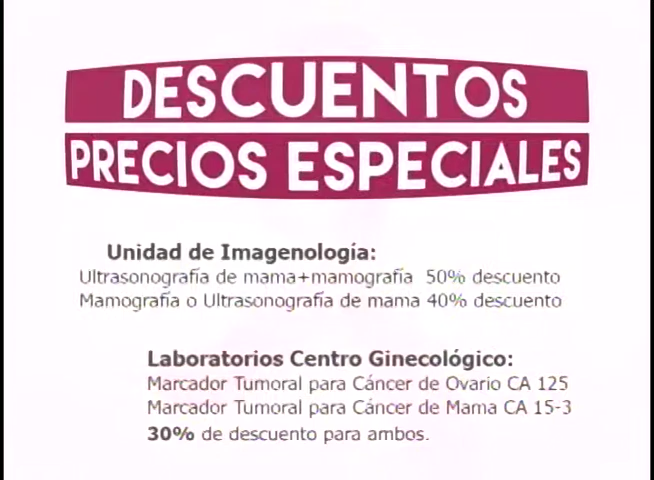 DESCUENTOS
PRECIOS ESPECIALES
Unidad de Imagenología:
Ultrasonografía de mama+mamografía 50% descuento
Mamografía o Ultrasonografía de mama 40% descuento
Laboratorios Centro Ginecológico:
Marcador Tumoral para Cáncer de Ovario CA 125
Marcador Tumoral para Cáncer de Mama CA 15-3
30% de descuento para ambos.